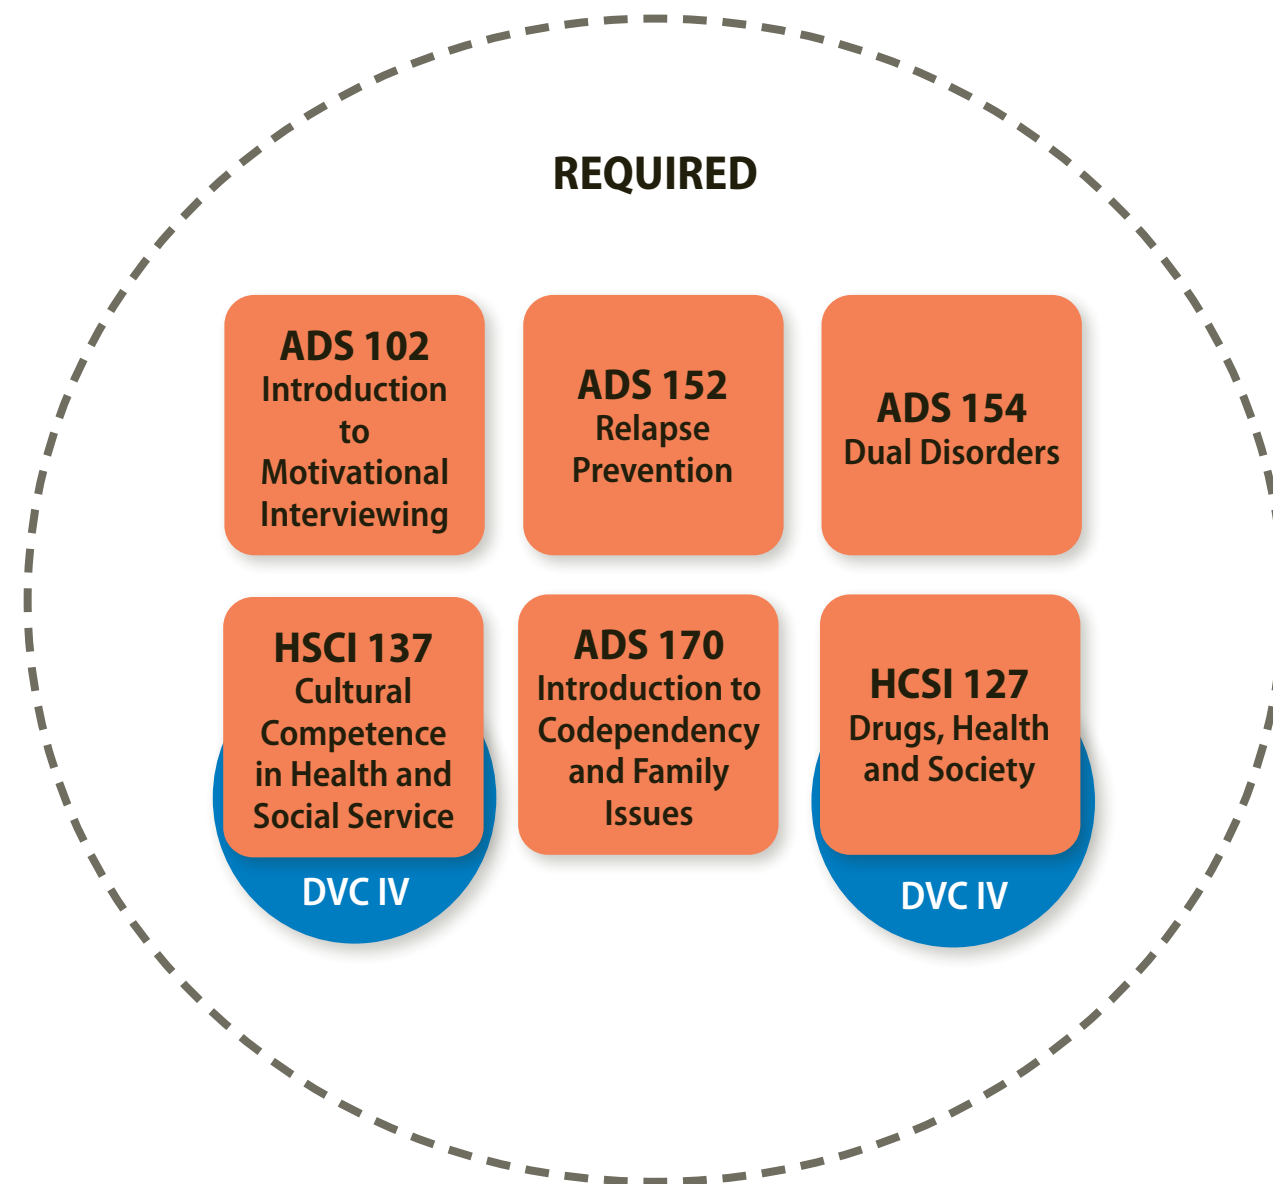 REQUIRED
ADS 102
Introduction
to
Motivational
Interviewing
ADS 152
Relapse
Prevention
ADS 154
Dual Disorders
HSCI 137
Cultural
Competence
in Health and
Social Service
DVC IV
ADS 170
Introduction to
Codependency
and Family
Issues
HCSI 127
Drugs, Health
and Society
DVC IV